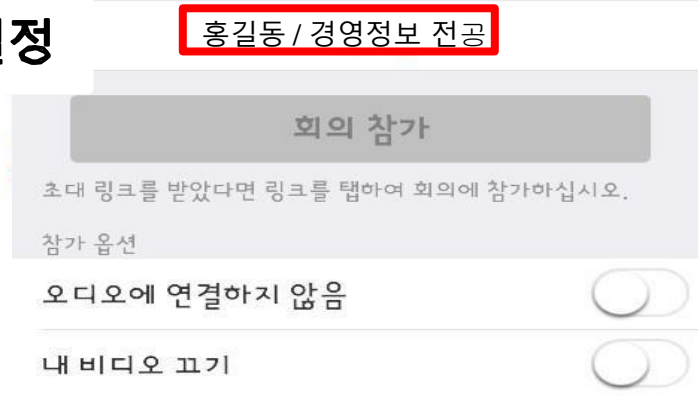 홍길동 / 경영정보 전공
정
회의 참가
초대 링크를 받았다면 링크를 탭하여 회의에 참가하십시오.
참가 옵션
오디오에 연결하지 않음
내 비디오 끄기